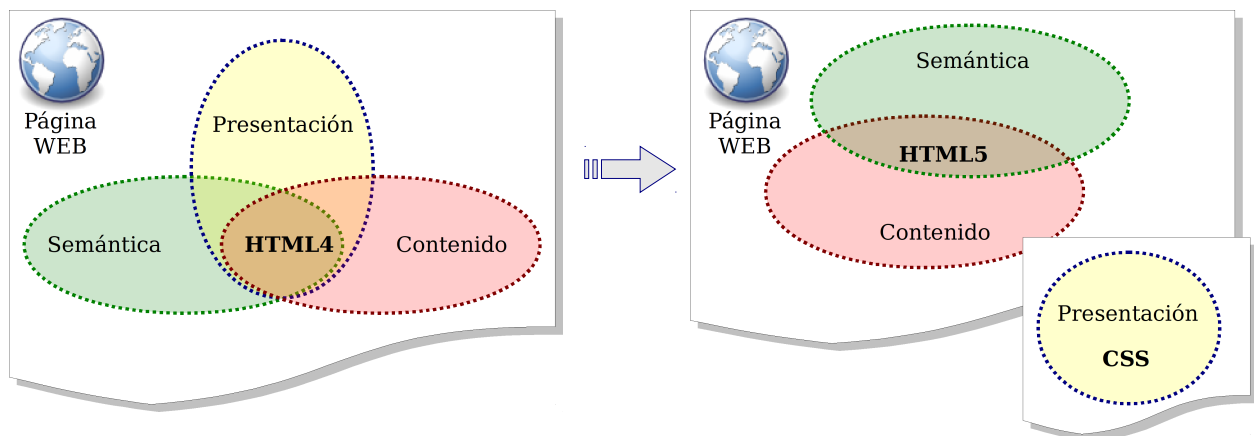 Página
WEB
Presentación
Semántica
HTML4
Contenido
Página
WEB
Semántica
HTML5
Contenido
Presentación
CSS